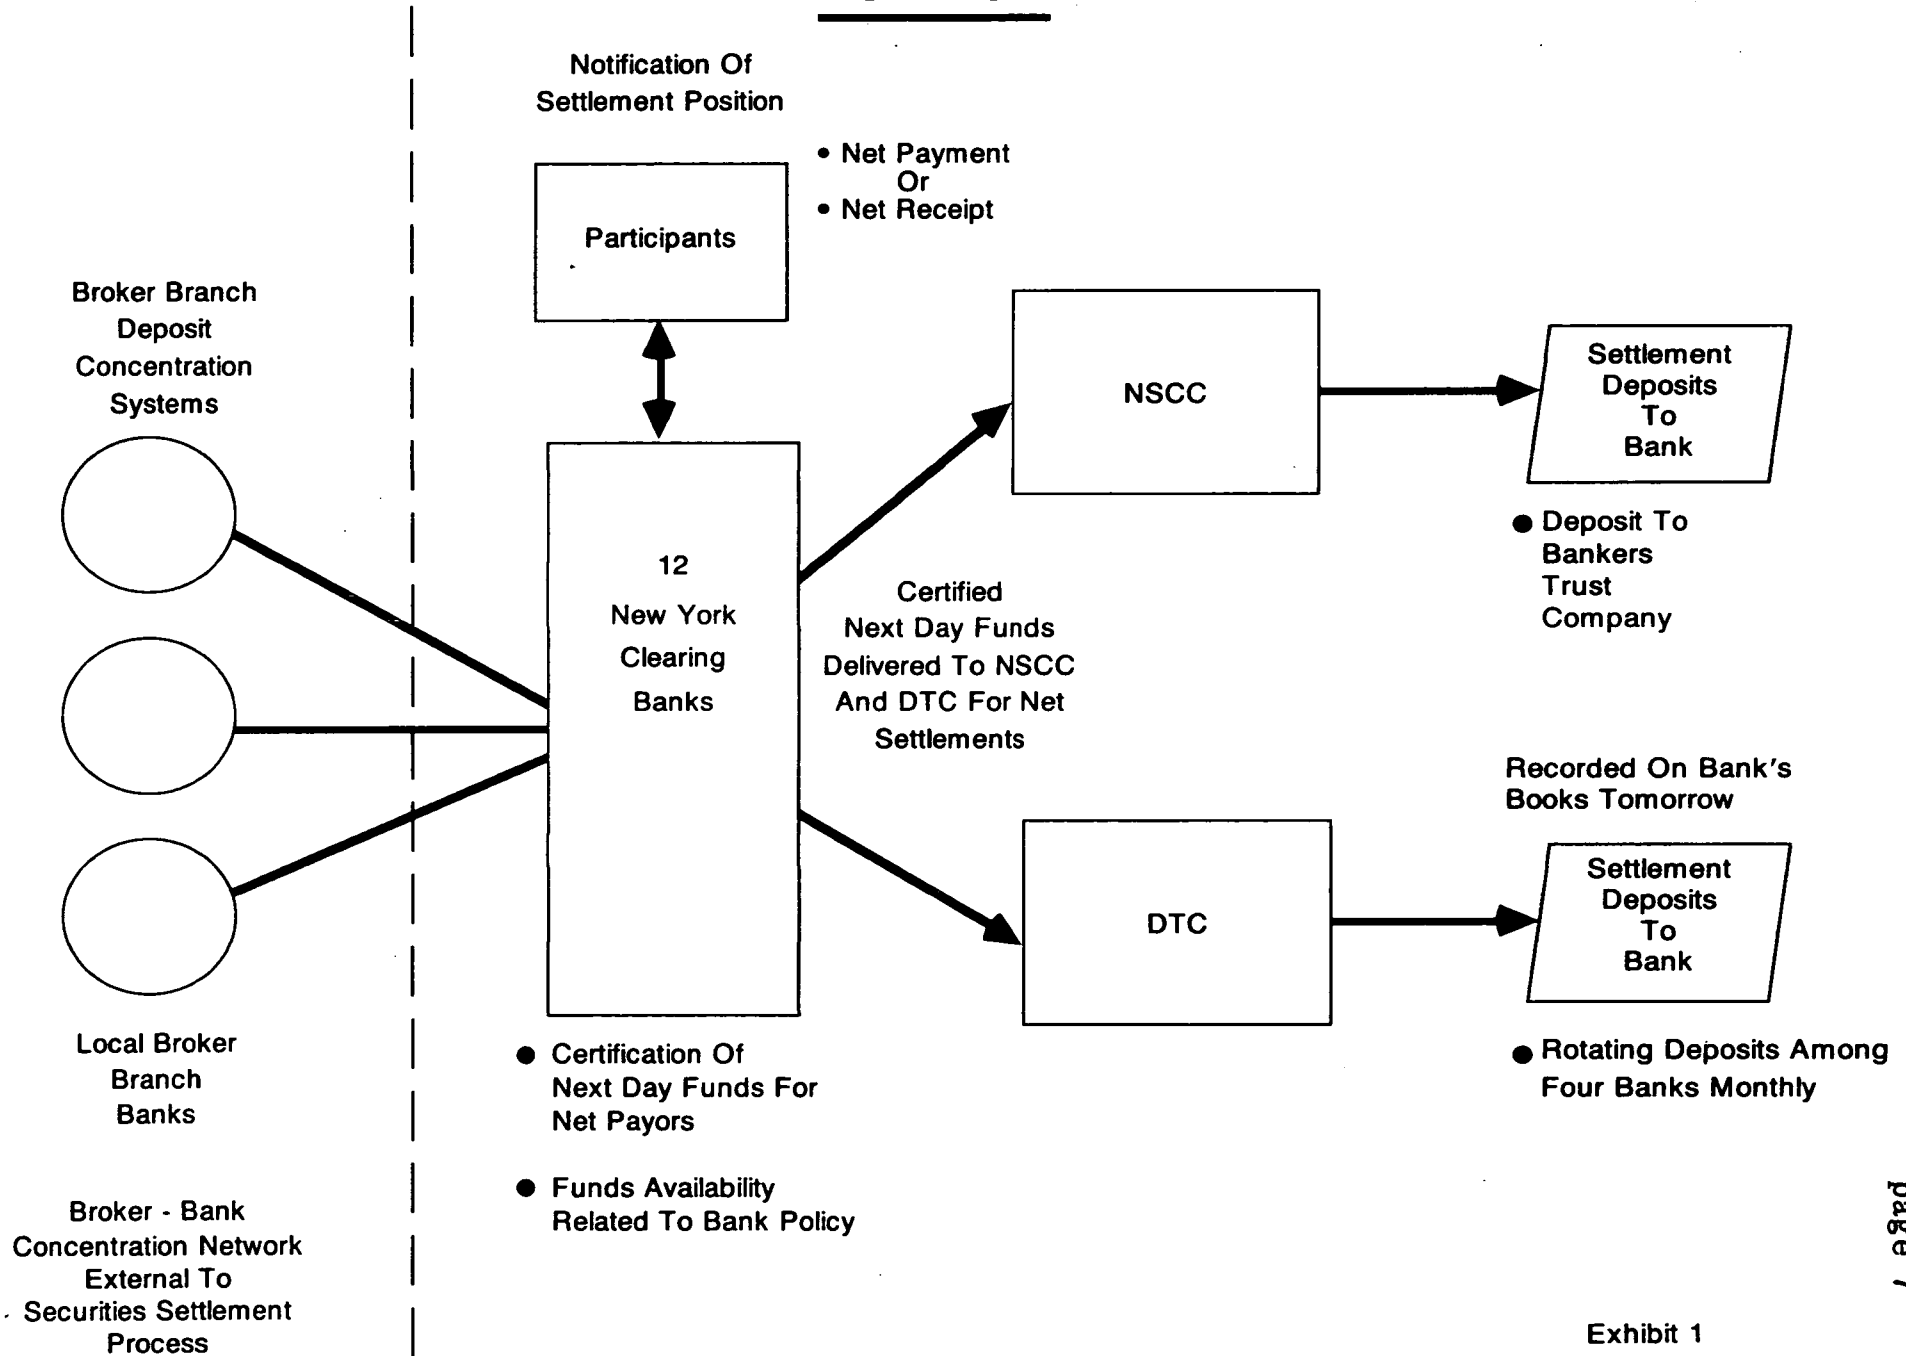 Notification Of
Settlement Position
• Net Payment
Or
• Net Receipt
Participants
Broker Branch
Deposit
Concentration
Systems
NSCC
Settlement
Deposits
To
Bank
● Deposit To
Bankers
Trust
Company
12
New York
Clearing
Banks
Certified
Next Day Funds
Delivered To NSCC
And DTC For Net
Settlements
Recorded On Bank's
Books Tomorrow
DTC
Settlement
Deposits
To
Bank
● Rotating Deposits Among
Four Banks Monthly
Local Broker
Branch
Banks
● Certification Of
Next Day Funds For
Net Payors
● Funds Availability
Related To Bank Policy
Broker - Bank
Concentration Network
External To
Securities Settlement
Process
page
Exhibit 1